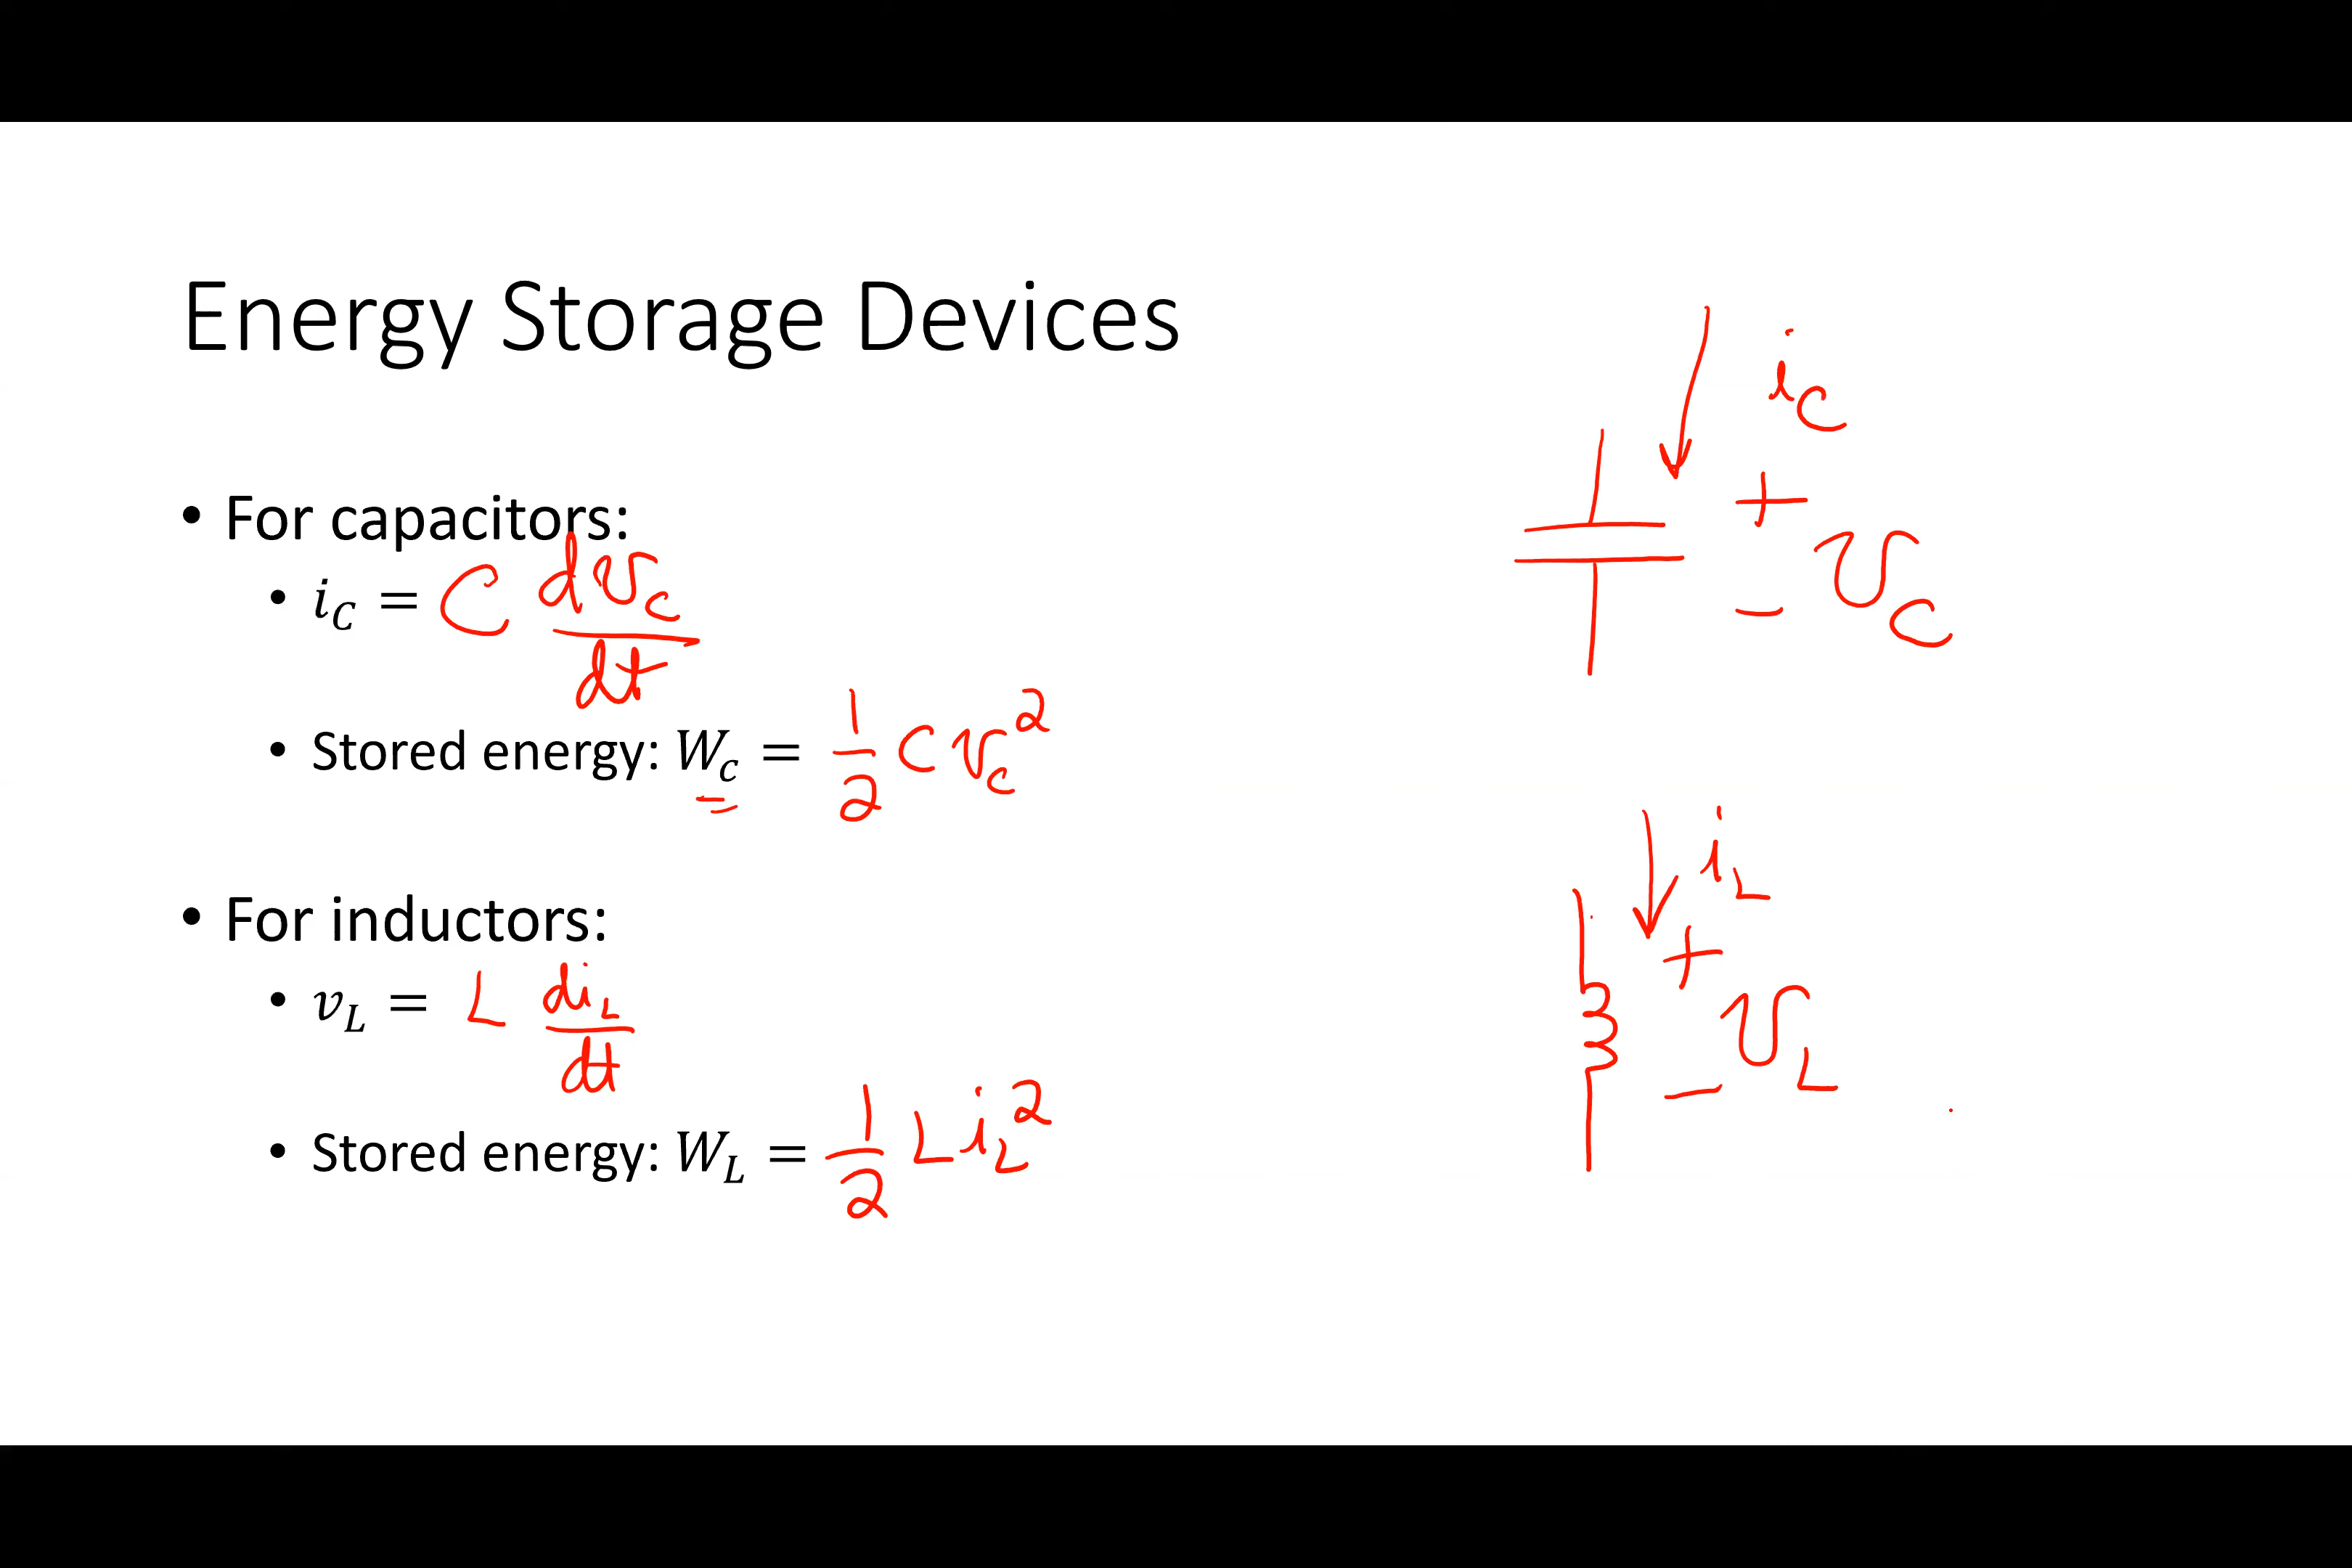 Energy Storage Devices
• For capacitors:
• i_C = C dv_c/dt
• Stored energy: W_C = 1/2 C v_c^2
• For inductors:
• v_L = L di_L/dt
• Stored energy: W_L = 1/2 L i_L^2
i_C
+
v_C
−
i_L
+
v_L
−